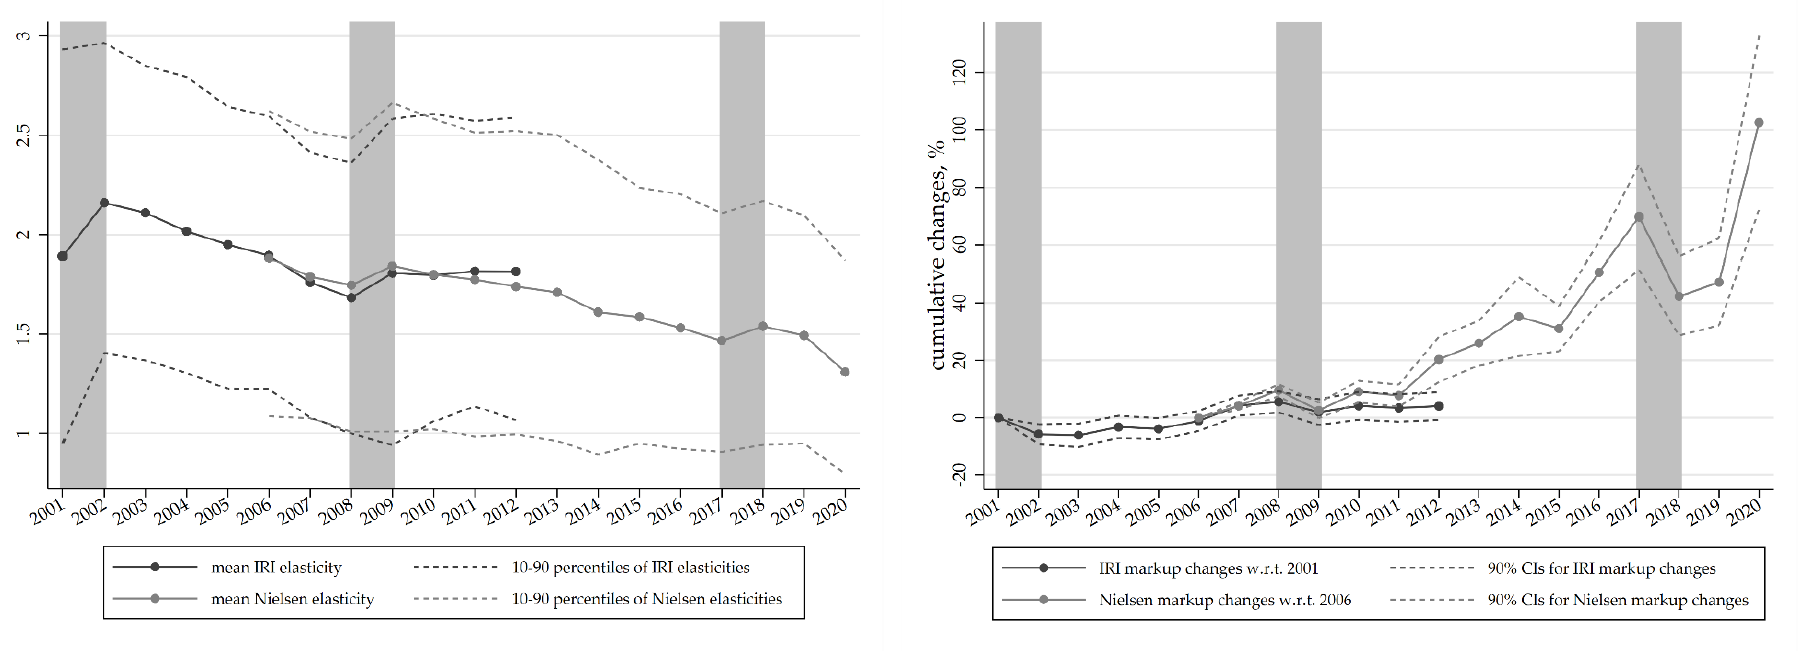 3
2.5
2
1.5
1
2001 2002 2003 2004 2005 2006 2007 2008 2009 2010 2011 2012 2013 2014 2015 2016 2017 2018 2019 2020
mean IRI elasticity
10-90 percentiles of IRI elasticities
mean Nielsen elasticity
10-90 percentiles of Nielsen elasticities
cumulative changes, %
120
100
80
60
40
20
0
-20
2001 2002 2003 2004 2005 2006 2007 2008 2009 2010 2011 2012 2013 2014 2015 2016 2017 2018 2019 2020
IRI markup changes w.r.t. 2001
90% CIs for IRI markup changes
Nielsen markup changes w.r.t. 2006
90% CIs for Nielsen markup changes